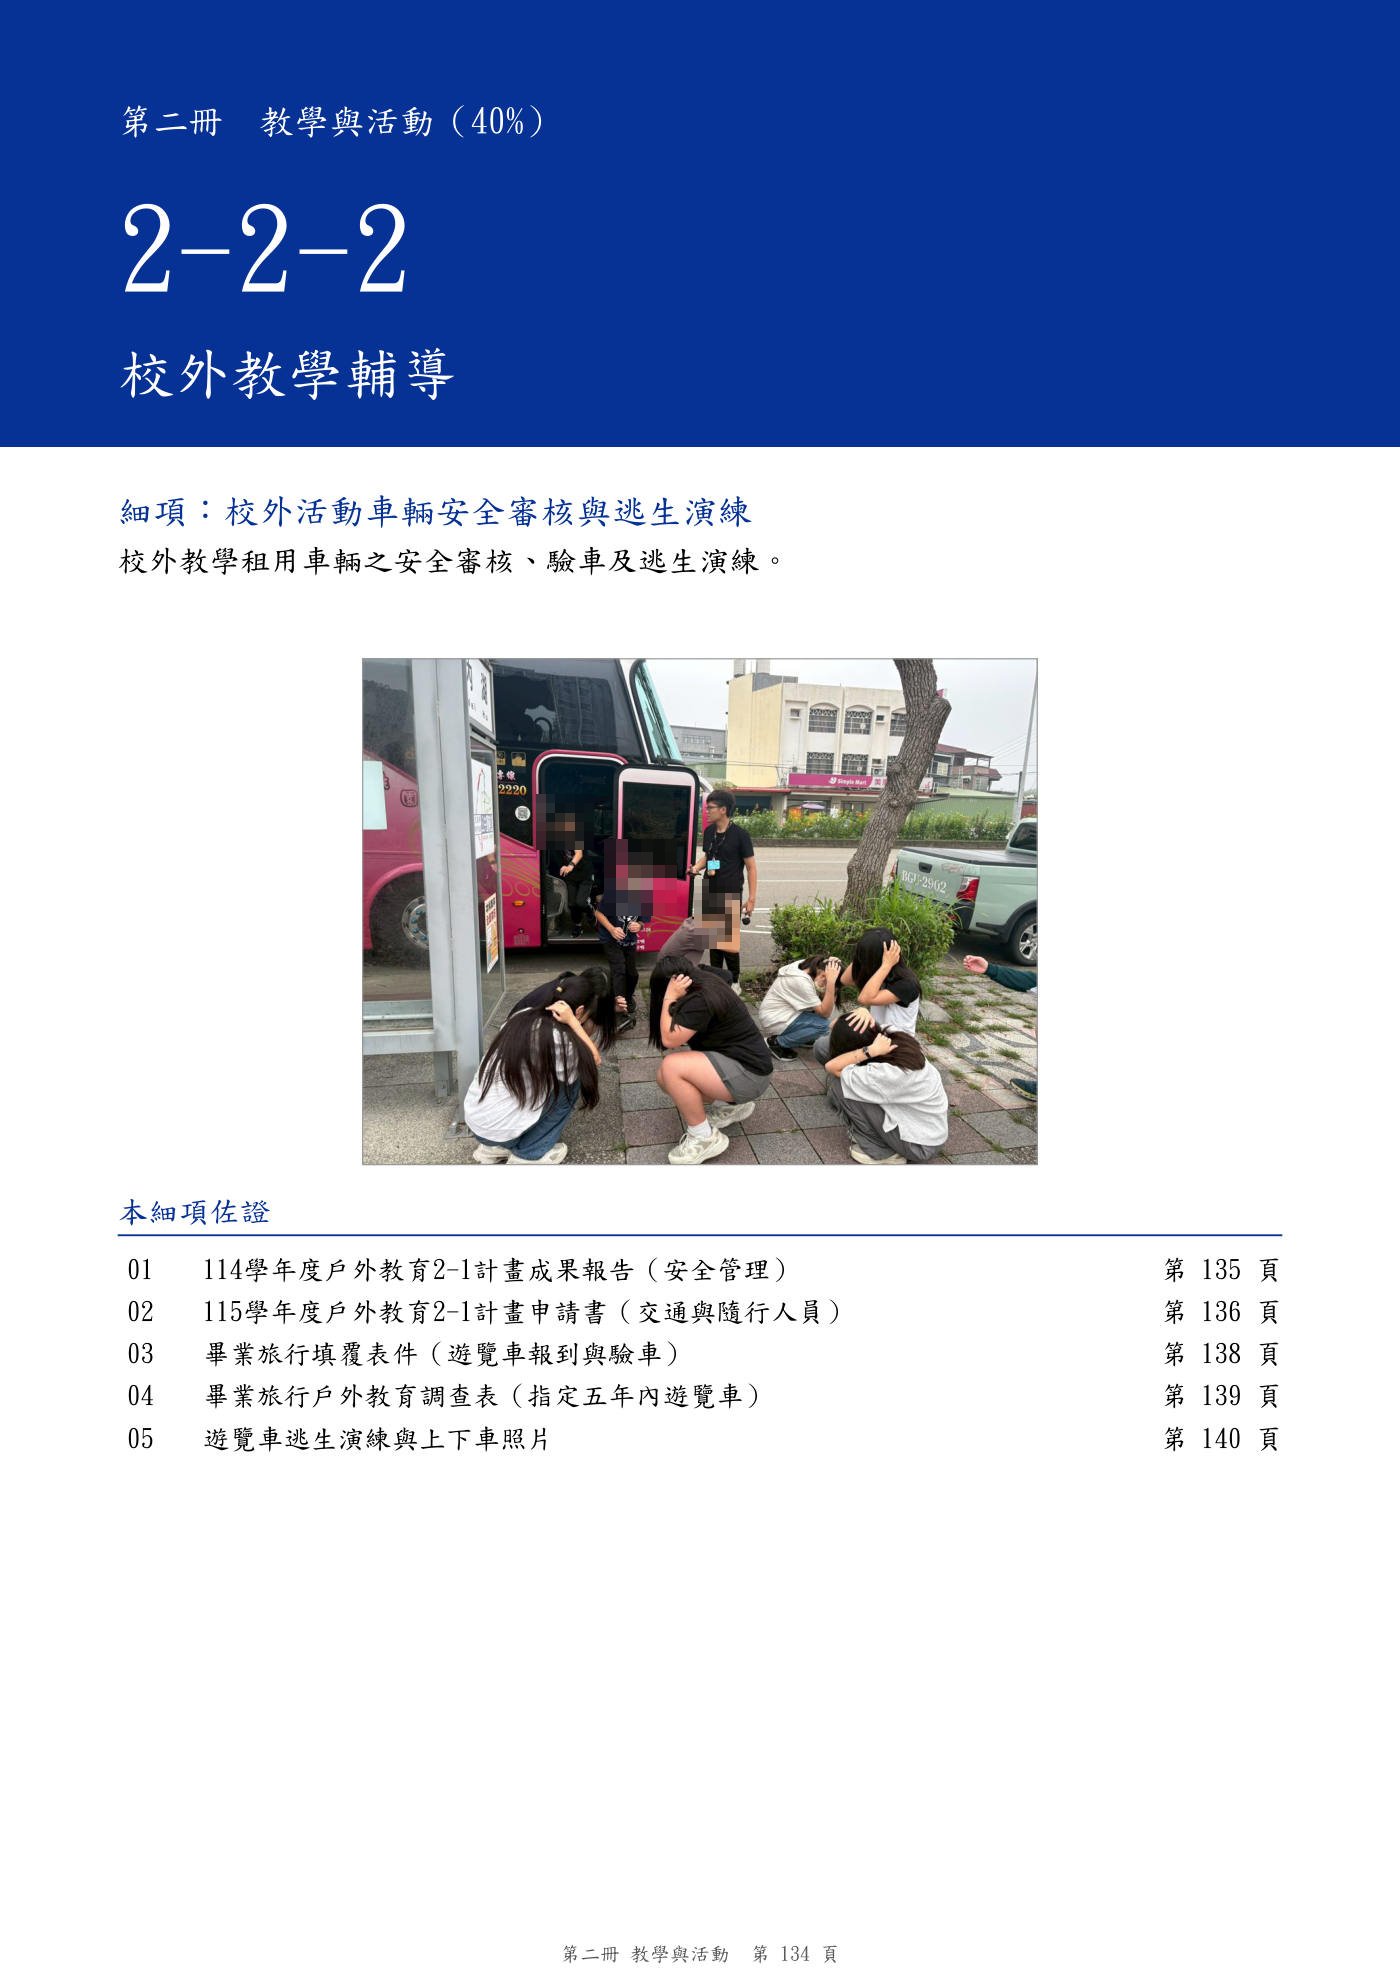 第二冊　教學與活動（40%）
2-2-2
校外教學輔導
細項：校外活動車輛安全審核與逃生演練
校外教學租用車輛之安全審核、驗車及逃生演練。
2220
Simple Mart
BGU-2902
本細項佐證
01 114學年度戶外教育2-1計畫成果報告（安全管理） 第 135 頁
02 115學年度戶外教育2-1計畫申請書（交通與隨行人員） 第 136 頁
03 畢業旅行填覆表件（遊覽車報到與驗車） 第 138 頁
04 畢業旅行戶外教育調查表（指定五年內遊覽車） 第 139 頁
05 遊覽車逃生演練與上下車照片 第 140 頁
第二冊 教學與活動　第 134 頁